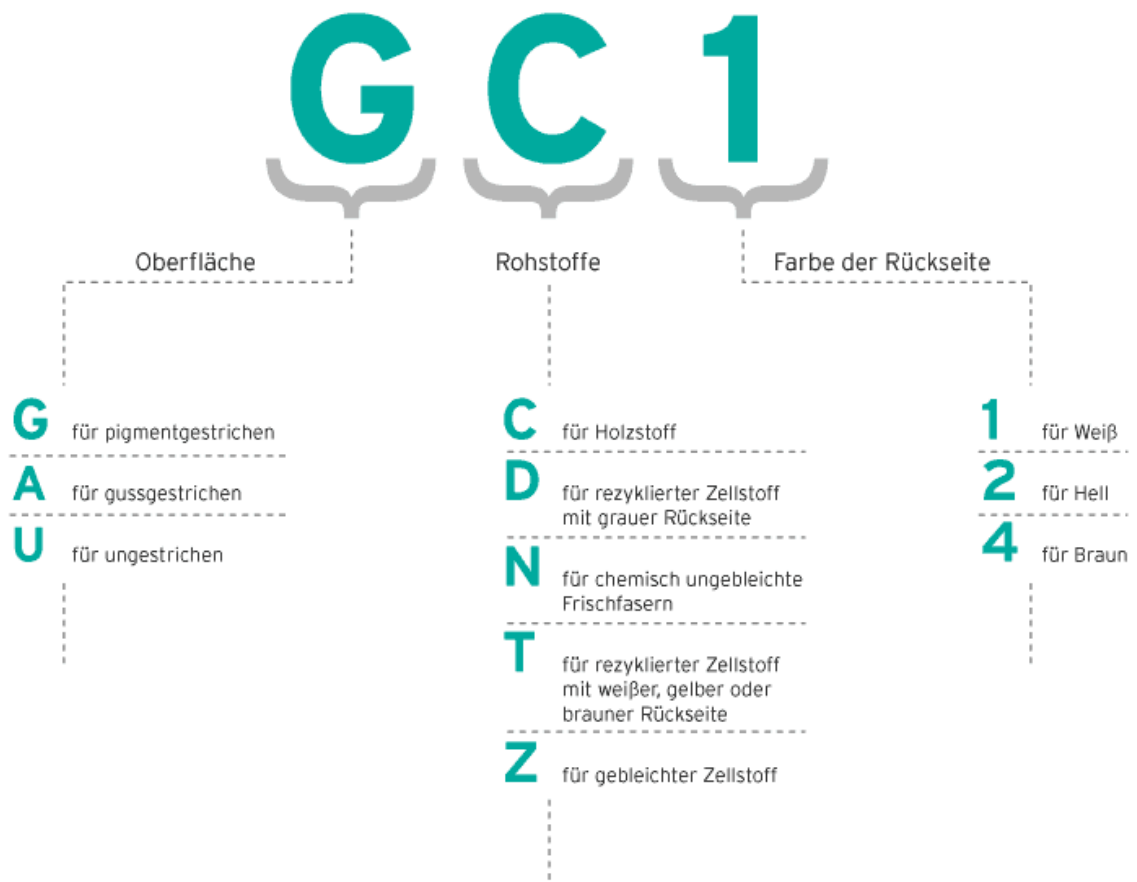 G C 1
Oberfläche
Rohstoffe
Farbe der Rückseite
G für pigmentgestrichen
A für gussgestrichen
U für ungestrichen
C für Holzstoff
D für rezyklierter Zellstoff
mit grauer Rückseite
N für chemisch ungebleichte
Frischfasern
T für rezyklierter Zellstoff
mit weißer, gelber oder
brauner Rückseite
Z für gebleichter Zellstoff
1 für Weiß
2 für Hell
4 für Braun